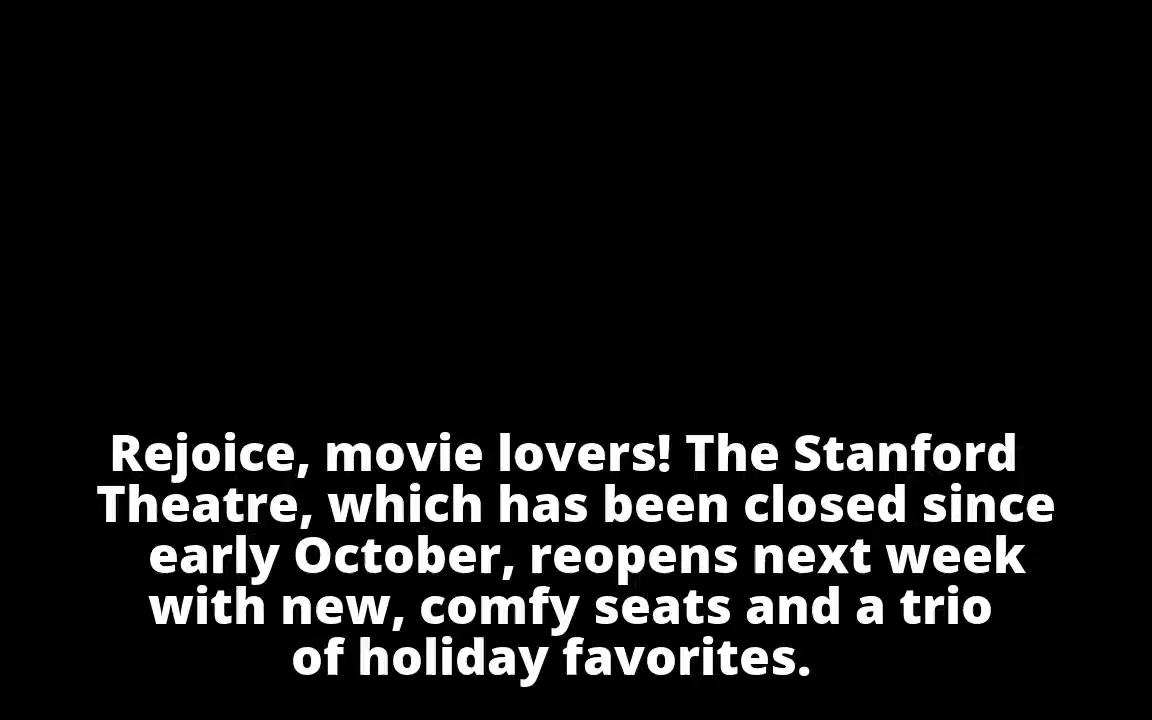 Rejoice, movie lovers! The Stanford
Theatre, which has been closed since
early October, reopens next week
with new, comfy seats and a trio
of holiday favorites.